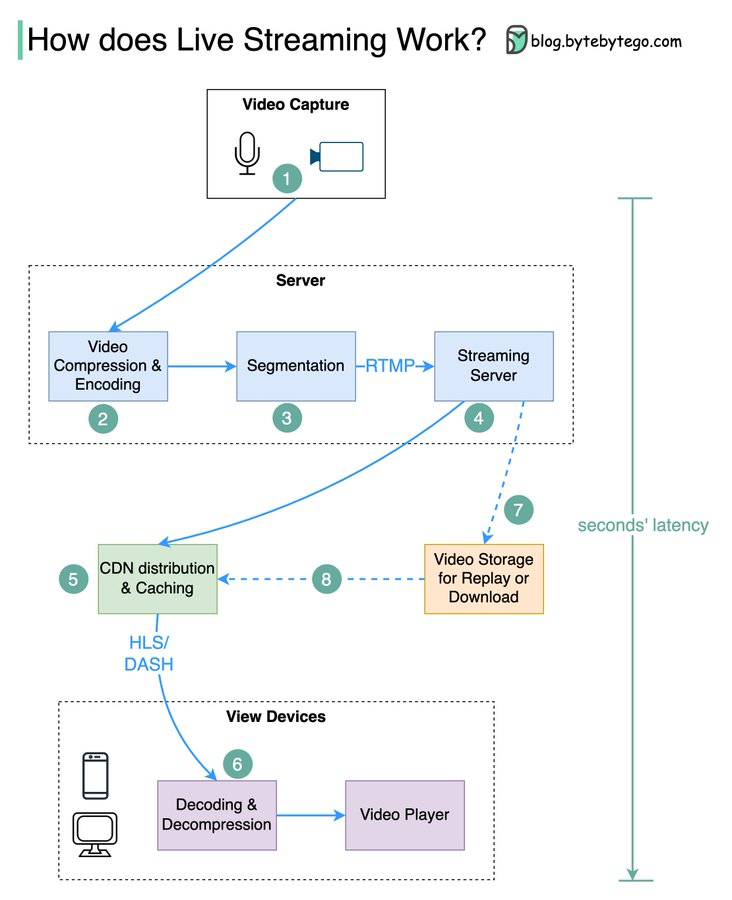 How does Live Streaming Work?
blog.bytebytego.com
Video Capture
1
Server
Video
Compression &
Encoding
2
Segmentation
3
RTMP
Streaming
Server
4
7
seconds' latency
5
CDN distribution
& Caching
8
Video Storage
for Replay or
Download
HLS/
DASH
View Devices
6
Decoding &
Decompression
Video Player